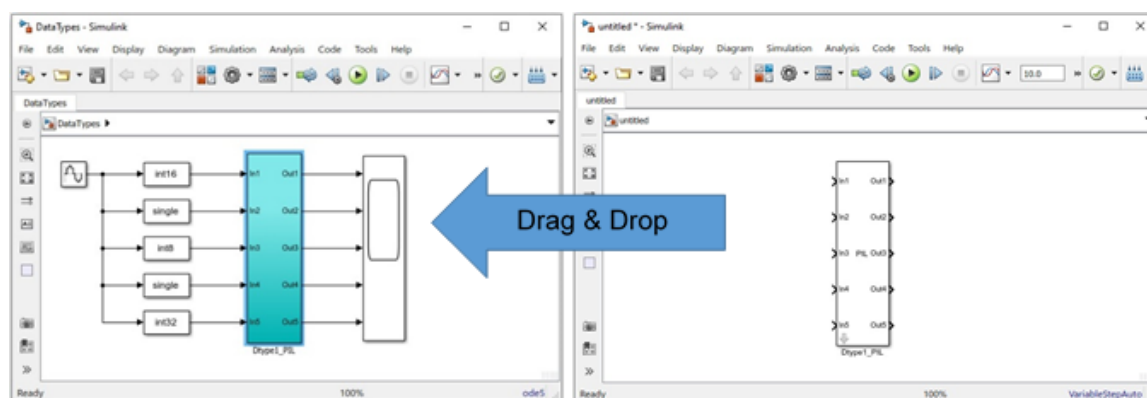 DataTypes - Simulink
File Edit View Display Diagram Simulation Analysis Code Tools Help
DataTypes
DataTypes
int16
single
int8
single
int32
In1 Out1
In2 Out2
In3 Out3
In4 Out4
In5 Out5
Dtype1_PIL
Ready 100% ode5
Drag & Drop
untitled * - Simulink
File Edit View Display Diagram Simulation Analysis Code Tools Help
10.0
untitled
untitled
In1 Out1
In2 Out2
In3 PIL Out3
In4 Out4
In5 Out5
Dtype1_PIL
Ready 100% VariableStepAuto